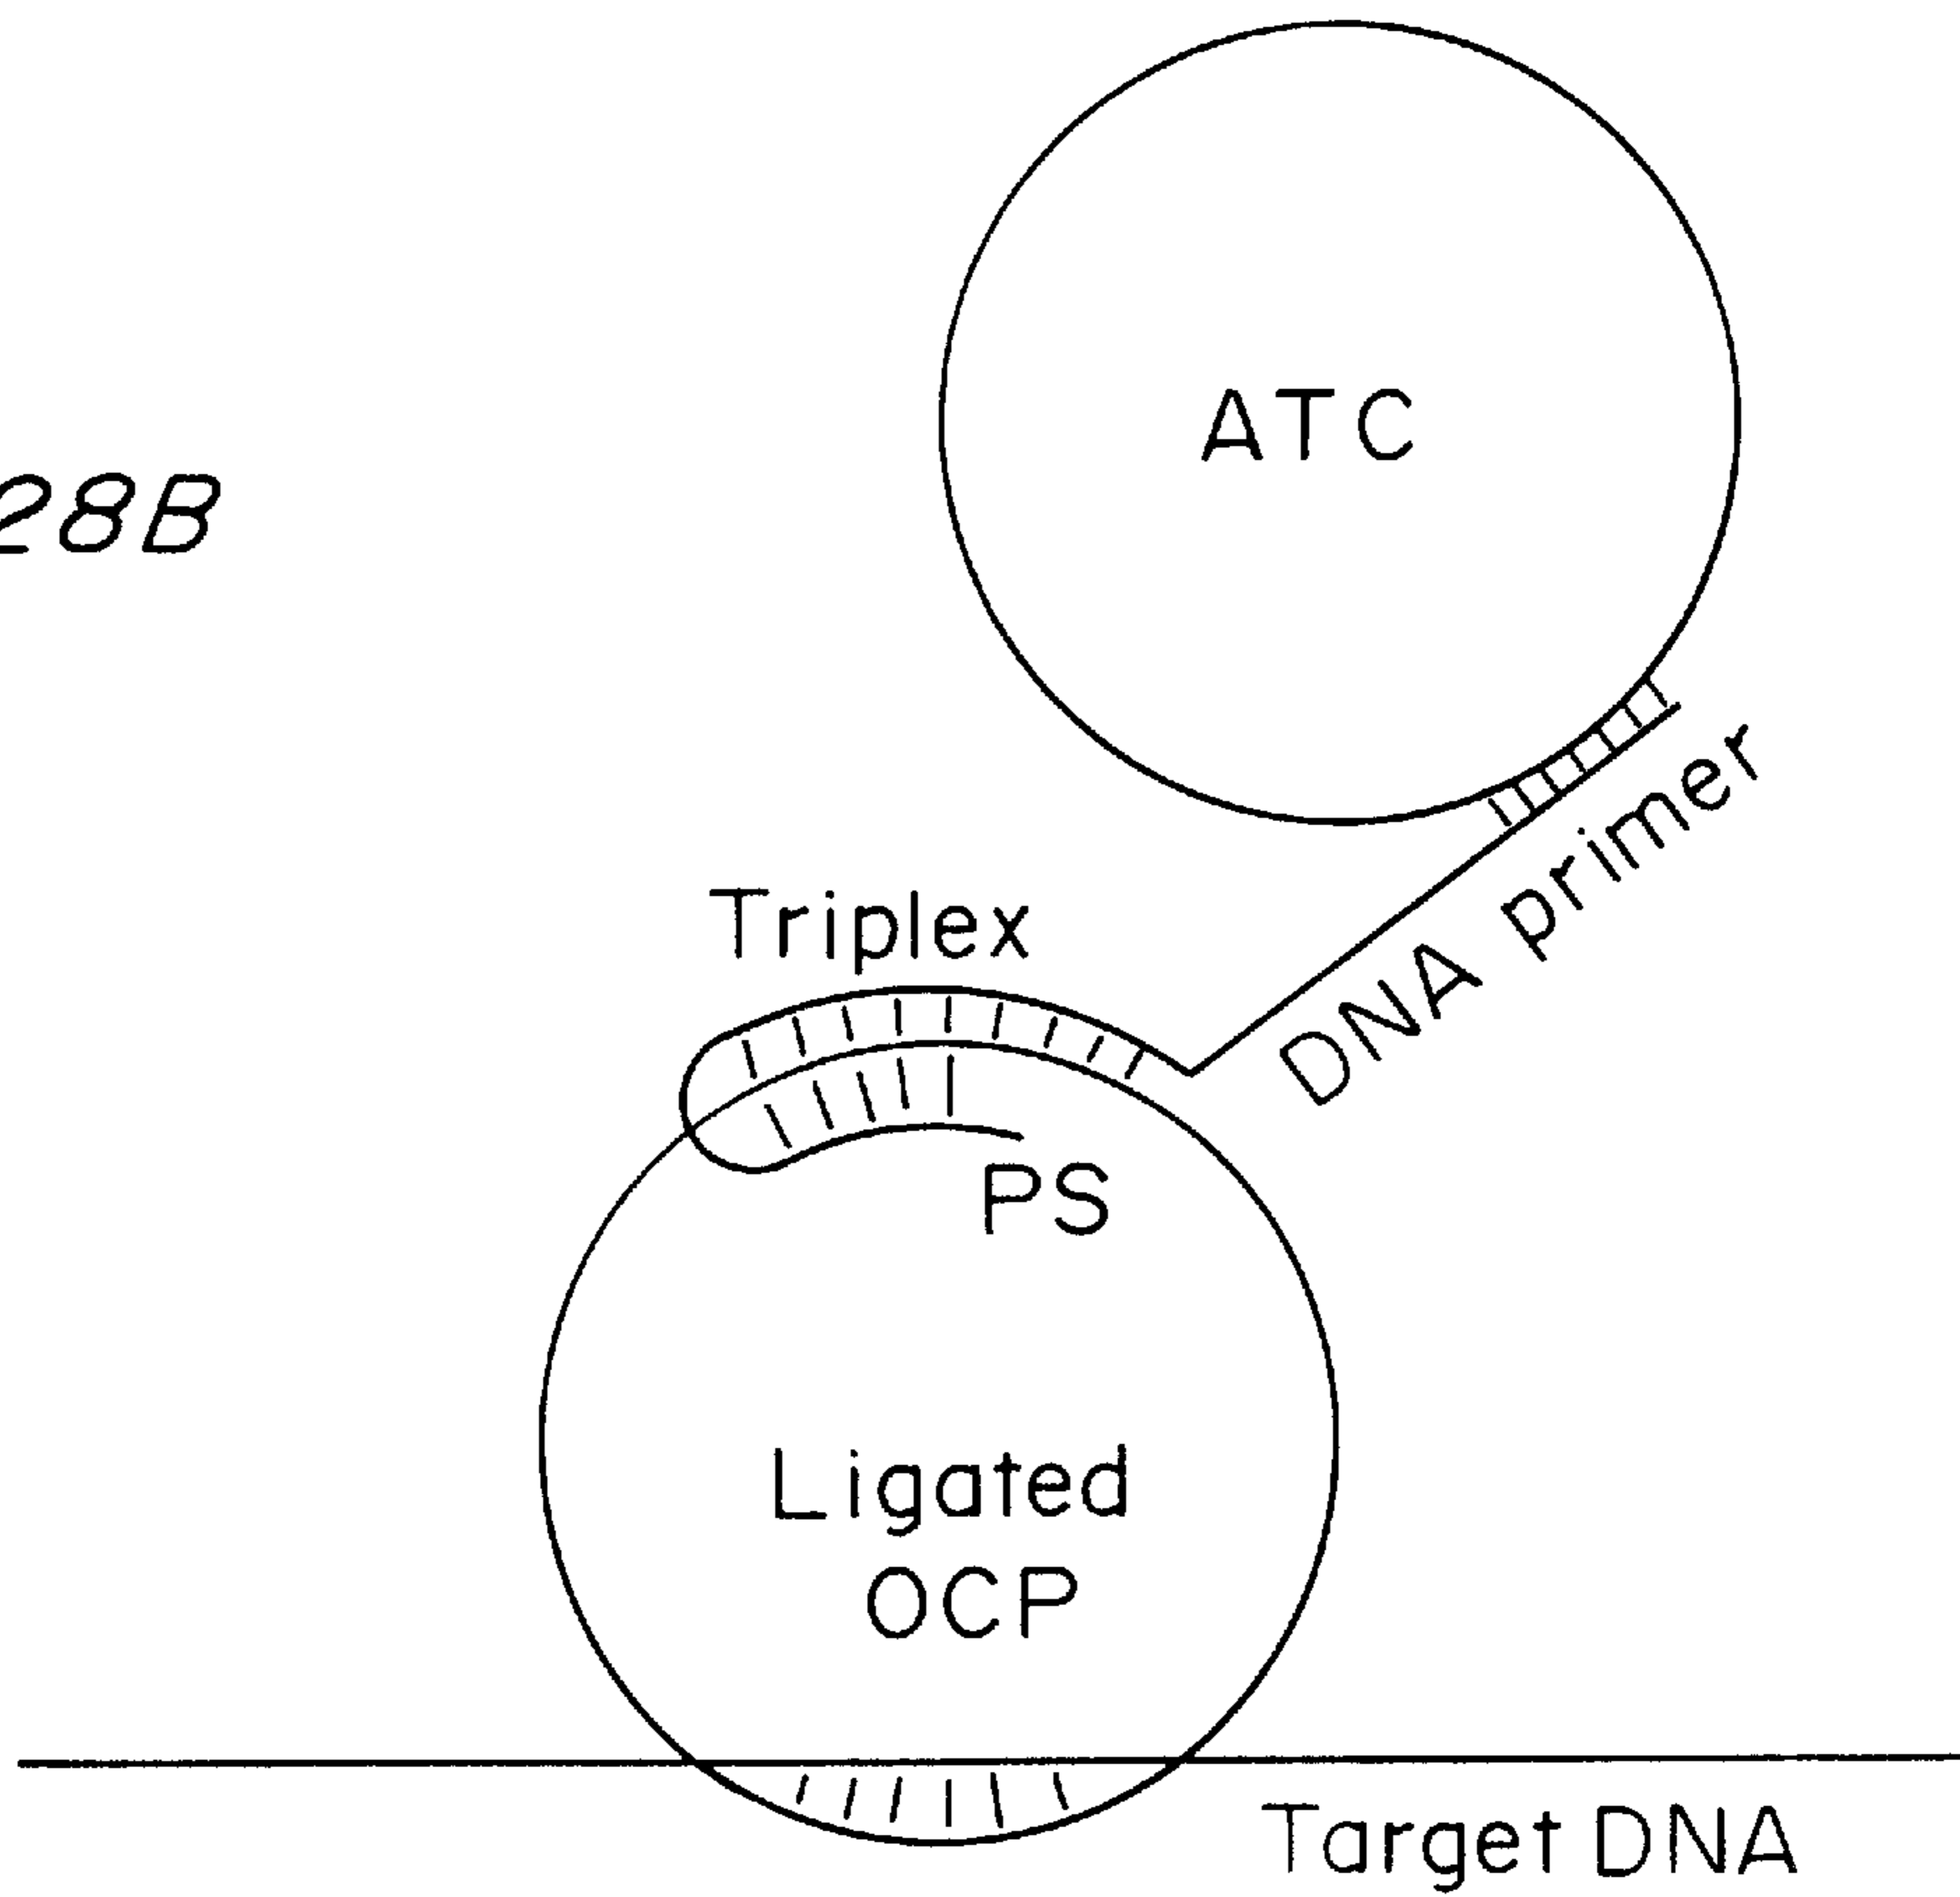 ATC
28B
DNA primer
Triplex
PS
Ligated
OCP
Target DNA